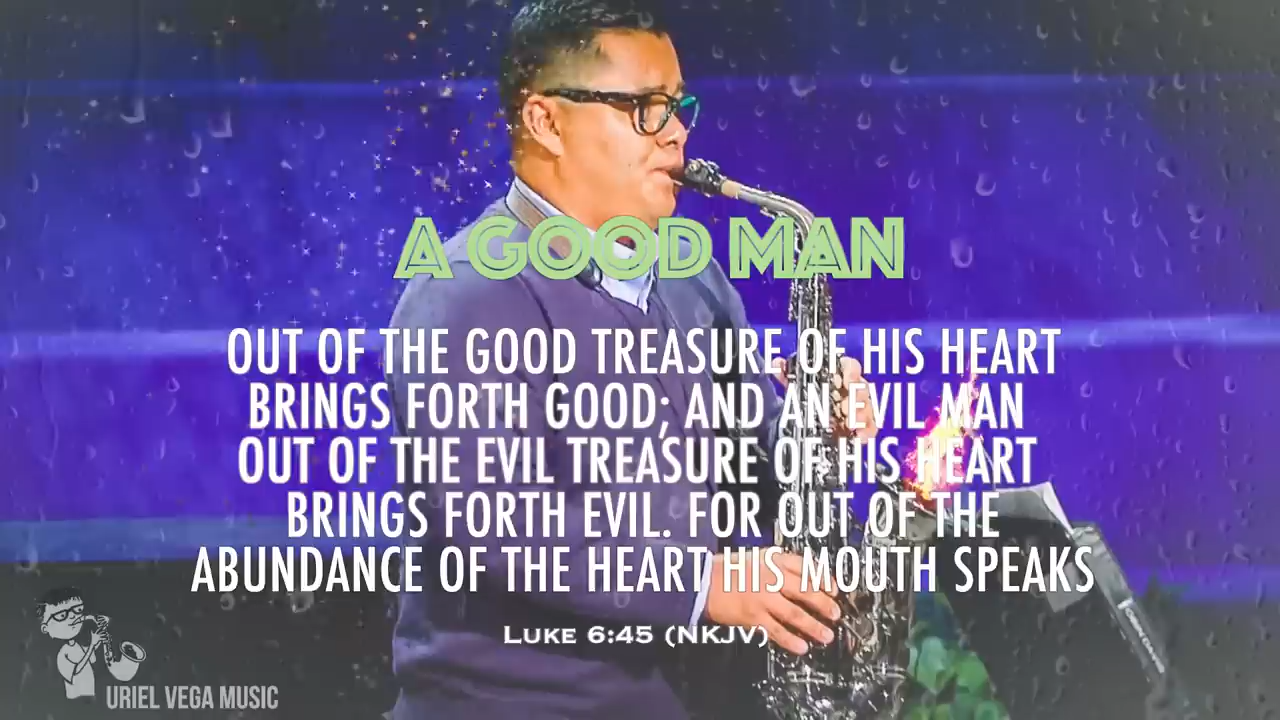 A GOOD MAN
OUT OF THE GOOD TREASURE OF HIS HEART
BRINGS FORTH GOOD; AND AN EVIL MAN
OUT OF THE EVIL TREASURE OF HIS HEART
BRINGS FORTH EVIL. FOR OUT OF THE
ABUNDANCE OF THE HEART HIS MOUTH SPEAKS
LUKE 6:45 (NKJV)
URIEL VEGA MUSIC